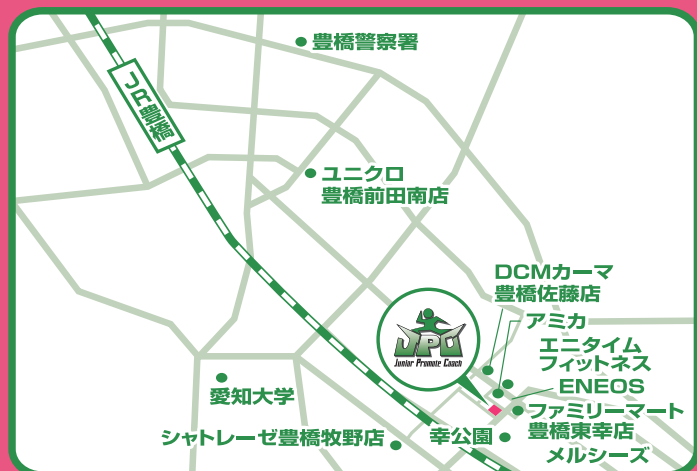 豊橋警察署
JR豊橋
ユニクロ
豊橋前田南店
DCMカーマ
豊橋佐藤店
アミカ
エニタイム
フィットネス
ENEOS
JPC
Junior Promote Coach
愛知大学
ファミリーマート
豊橋東幸店
シャトレーゼ豊橋牧野店
幸公園
メルシーズ